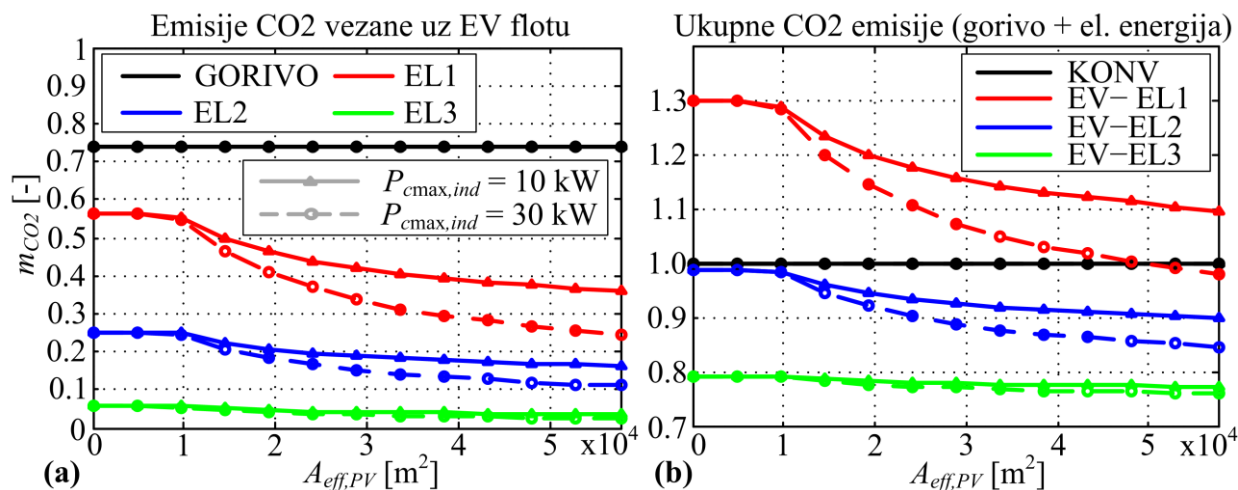 Emisije CO2 vezane uz EV flotu
1
0.9
0.8
0.7
0.6
0.5
0.4
0.3
0.2
0.1
0
m_CO2 [-]
GORIVO
EL1
EL2
EL3
P_cmax,ind = 10 kW
P_cmax,ind = 30 kW
0 1 2 3 4 5
x10^4
(a)
A_eff,PV [m^2]
Ukupne CO2 emisije (gorivo + el. energija)
1.3
1.2
1.1
1.0
0.9
0.8
0.7
KONV
EV− EL1
EV−EL2
EV−EL3
0 1 2 3 4 5
x10^4
(b)
A_eff,PV [m^2]